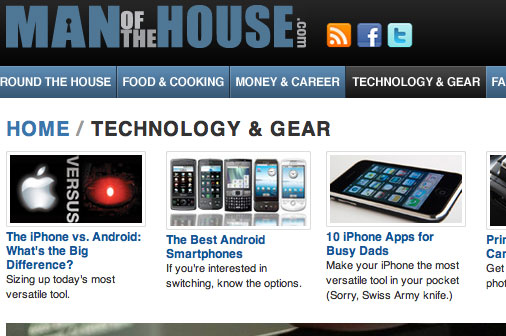 MAN OF THE HOUSE .com
ROUND THE HOUSE FOOD & COOKING MONEY & CAREER TECHNOLOGY & GEAR FA
HOME / TECHNOLOGY & GEAR
VERSUS
The iPhone vs. Android:
What's the Big
Difference?
Sizing up today's most
versatile tool.
The Best Android
Smartphones
If you're interested in
switching, know the options.
10 iPhone Apps for
Busy Dads
Make your iPhone the most
versatile tool in your pocket
(Sorry, Swiss Army knife.)
Prin
Car
Get
phot